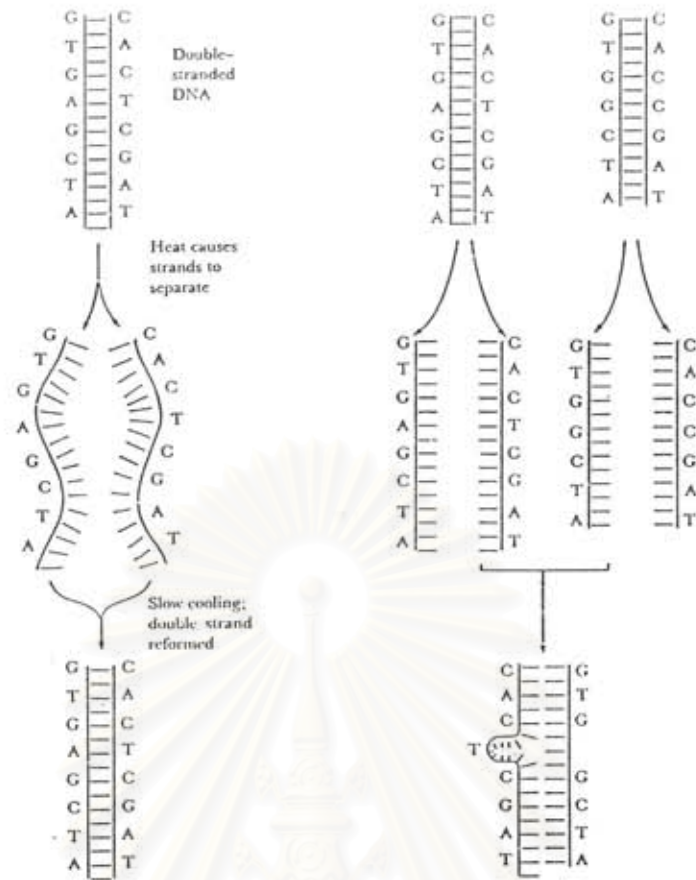 G T G A G C T A
C A C T C G A T
Double-
stranded
DNA
Heat causes
strands to
separate
G T G A G C T A
C A C T C G A T
Slow cooling;
double strand
reformed
G T G A G C T A
C A C T C G A T
G T G A G C T A
C A C T C G A T
G T G G C T A
C A C C G A T
G T G A G C T A
C A C T C G A T
G T G G C T A
C A C C G A T
C A C T C G A T
G T G G C T A